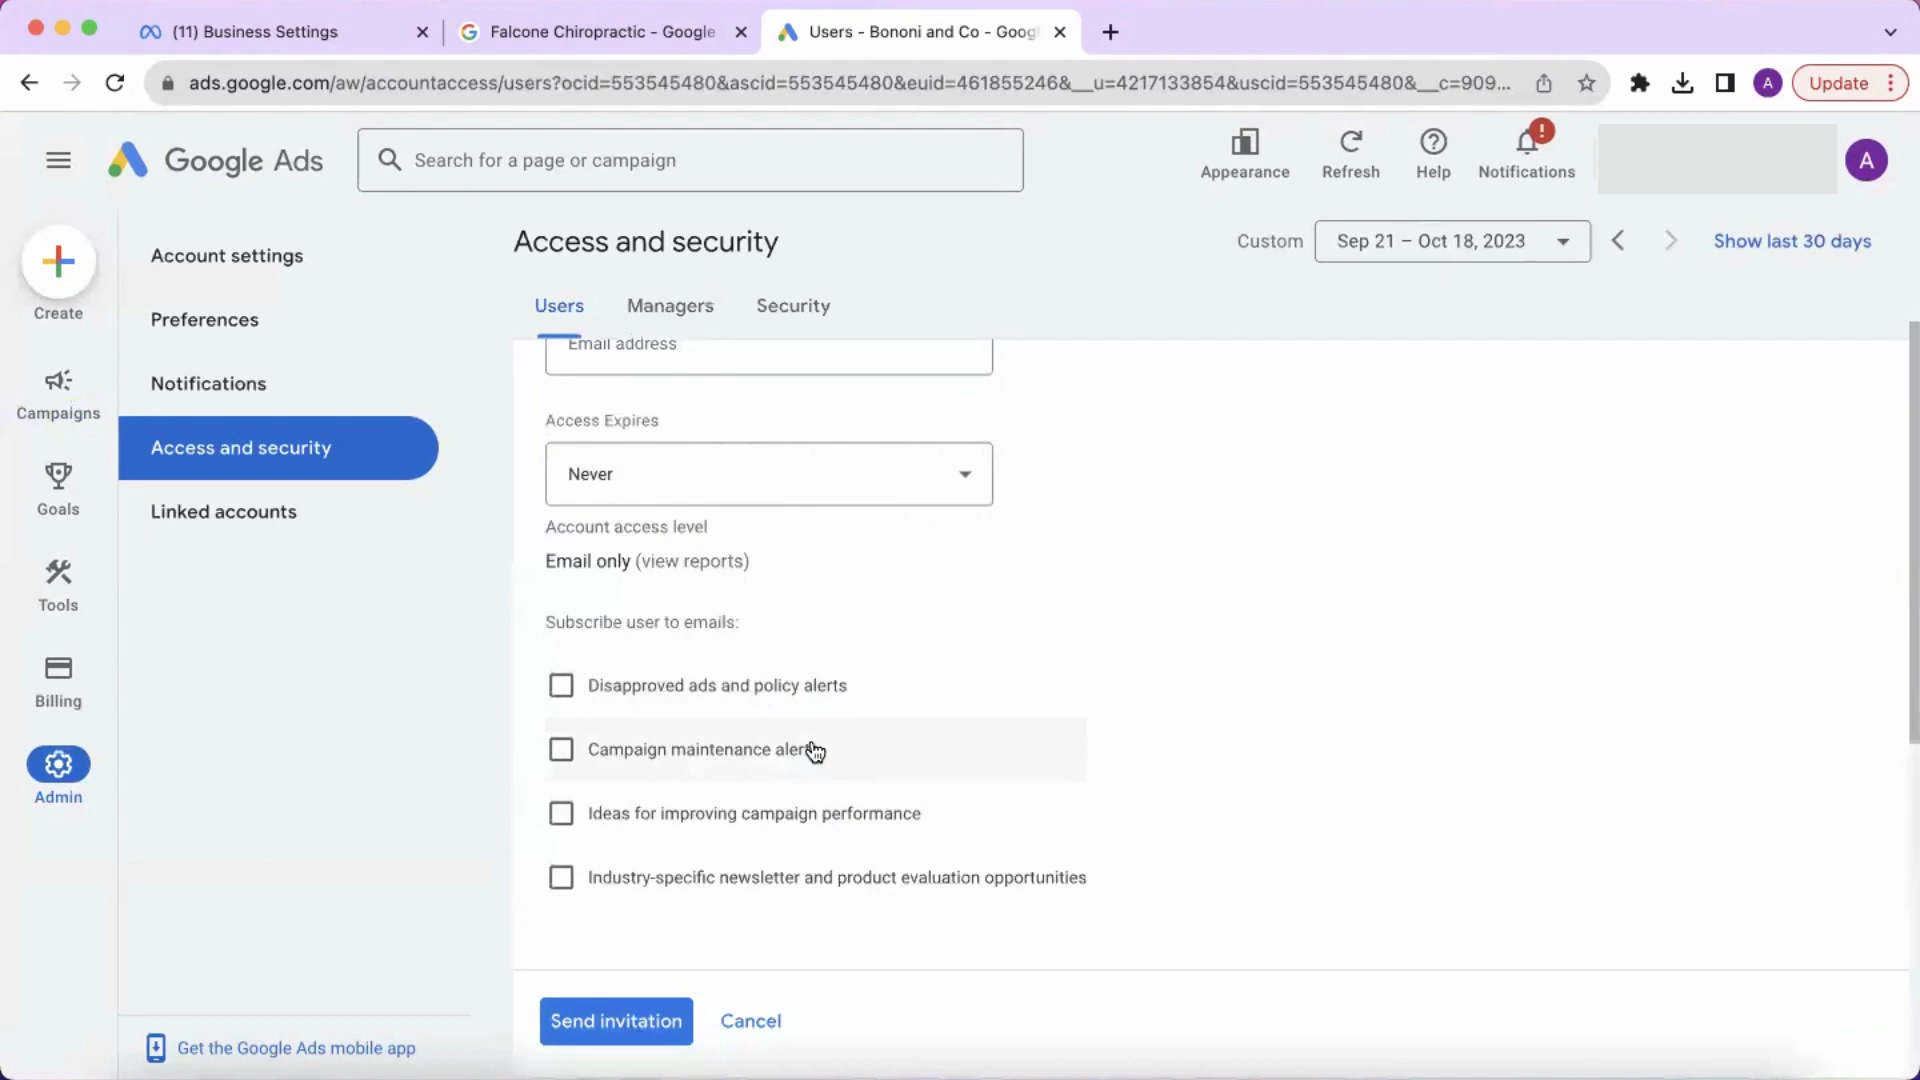 (11) Business Settings
Falcone Chiropractic - Google
Users - Bononi and Co - Goog
ads.google.com/aw/accountaccess/users?ocid=553545480&ascid=553545480&euid=461855246&__u=4217133854&uscid=553545480&__c=909...
A
Update
Google Ads
Search for a page or campaign
Appearance
Refresh
Help
!
Notifications
A
Create
Campaigns
Goals
Tools
Billing
Admin
Account settings
Preferences
Notifications
Access and security
Linked accounts
Get the Google Ads mobile app
Access and security
Custom
Sep 21 – Oct 18, 2023
Show last 30 days
Users
Managers
Security
Email address
Access Expires
Never
Account access level
Email only (view reports)
Subscribe user to emails:
Disapproved ads and policy alerts
Campaign maintenance aler
Ideas for improving campaign performance
Industry-specific newsletter and product evaluation opportunities
Send invitation
Cancel